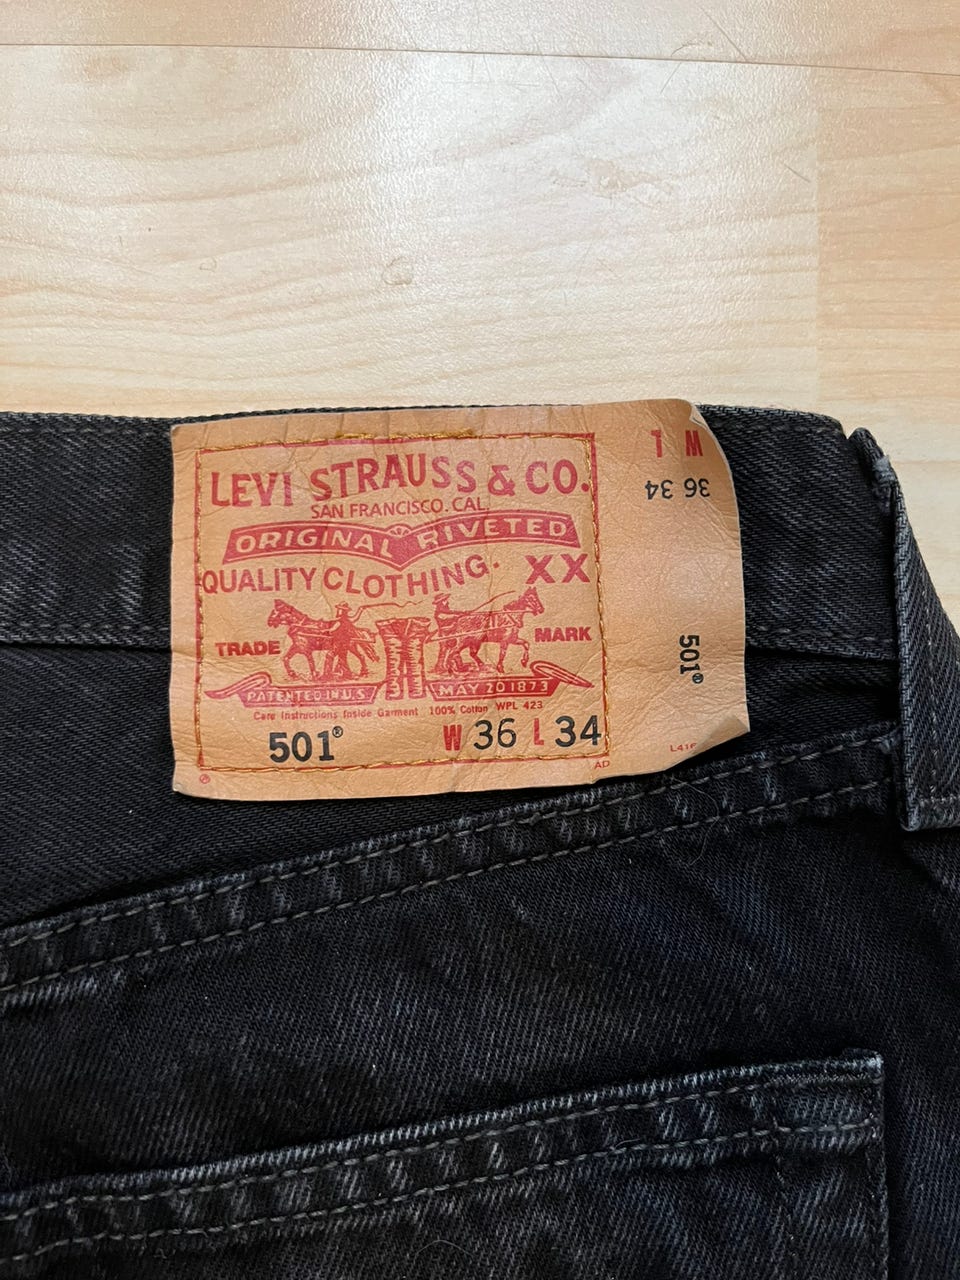 LEVI STRAUSS & CO.
SAN FRANCISCO. CAL.
ORIGINAL RIVETED
QUALITY CLOTHING. XX
TRADE MARK
PATENTED IN U.S. MAY 20 1873
Care Instructions Inside Garment 100% Cotton WPL 423
501® W 36 L 34
AD
W L
36 34
501®